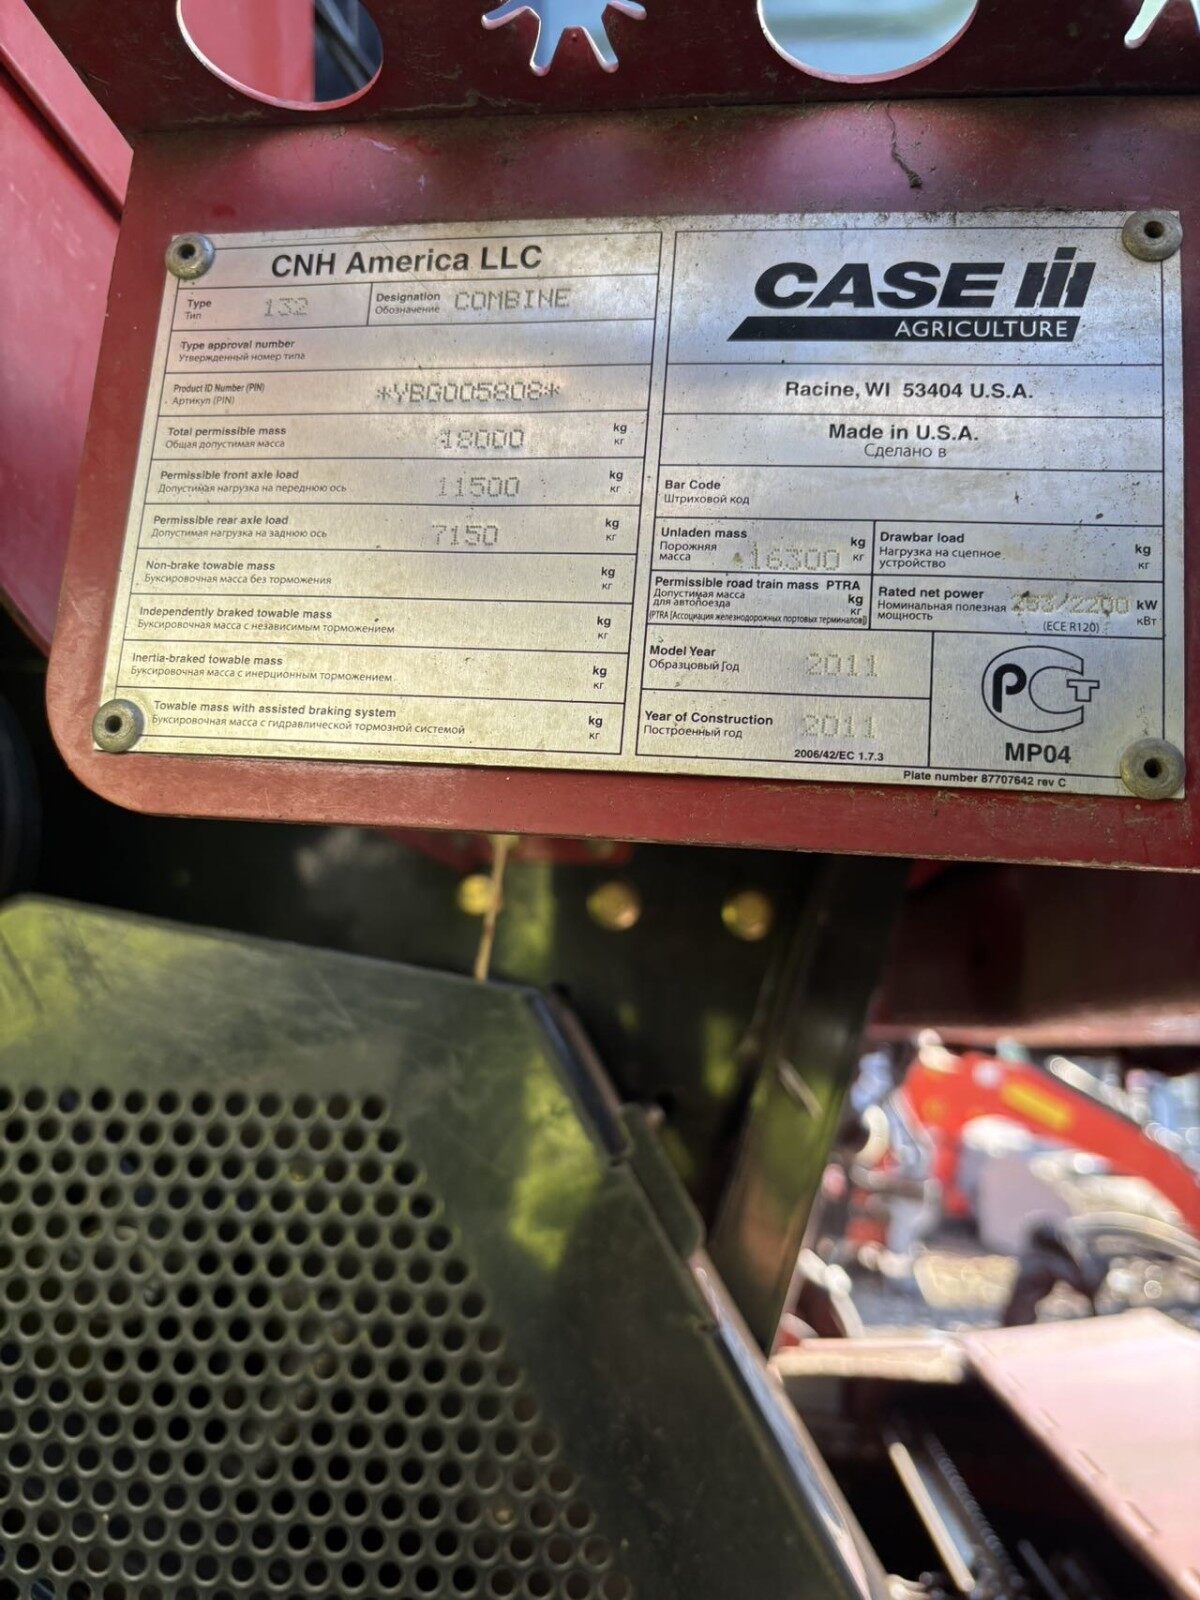 CNH America LLC
Type 132 Designation COMBINE
Тип Обозначение
Type approval number
Утвержденный номер типа
Product ID Number (PIN) *YBG005808*
Артикул (PIN)
Total permissible mass 18000 kg
Общая допустимая масса кг
Permissible front axle load 11500 kg
Допустимая нагрузка на переднюю ось кг
Permissible rear axle load 7150 kg
Допустимая нагрузка на заднюю ось кг
Non-brake towable mass kg
Буксировочная масса без торможения кг
Independently braked towable mass kg
Буксировочная масса с независимым торможением кг
Inertia-braked towable mass kg
Буксировочная масса с инерционным торможением кг
Towable mass with assisted braking system kg
Буксировочная масса с гидравлической тормозной системой кг
CASE IH
AGRICULTURE
Racine, WI 53404 U.S.A.
Made in U.S.A.
Сделано в
Bar Code
Штриховой код
Unladen mass 16300 kg
Порожняя кг
масса
Drawbar load kg
Нагрузка на сцепное кг
устройство
Permissible road train mass PTRA kg
Допустимая масса кг
для автопоезда
(PTRA [Ассоциация железнодорожных портовых терминалов])
Rated net power /2200 kW
Номинальная полезная кВт
мощность (ECE R120)
Model Year 2011
Образцовый Год
Year of Construction 2011
Построенный год
2006/42/EC 1.7.3
РСТ
MP04
Plate number 87707642 rev C